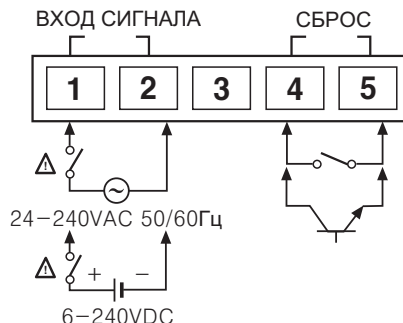 ВХОД СИГНАЛА СБРОС
1 2 3 4 5
24-240VAC 50/60Гц
+ -
6-240VDC